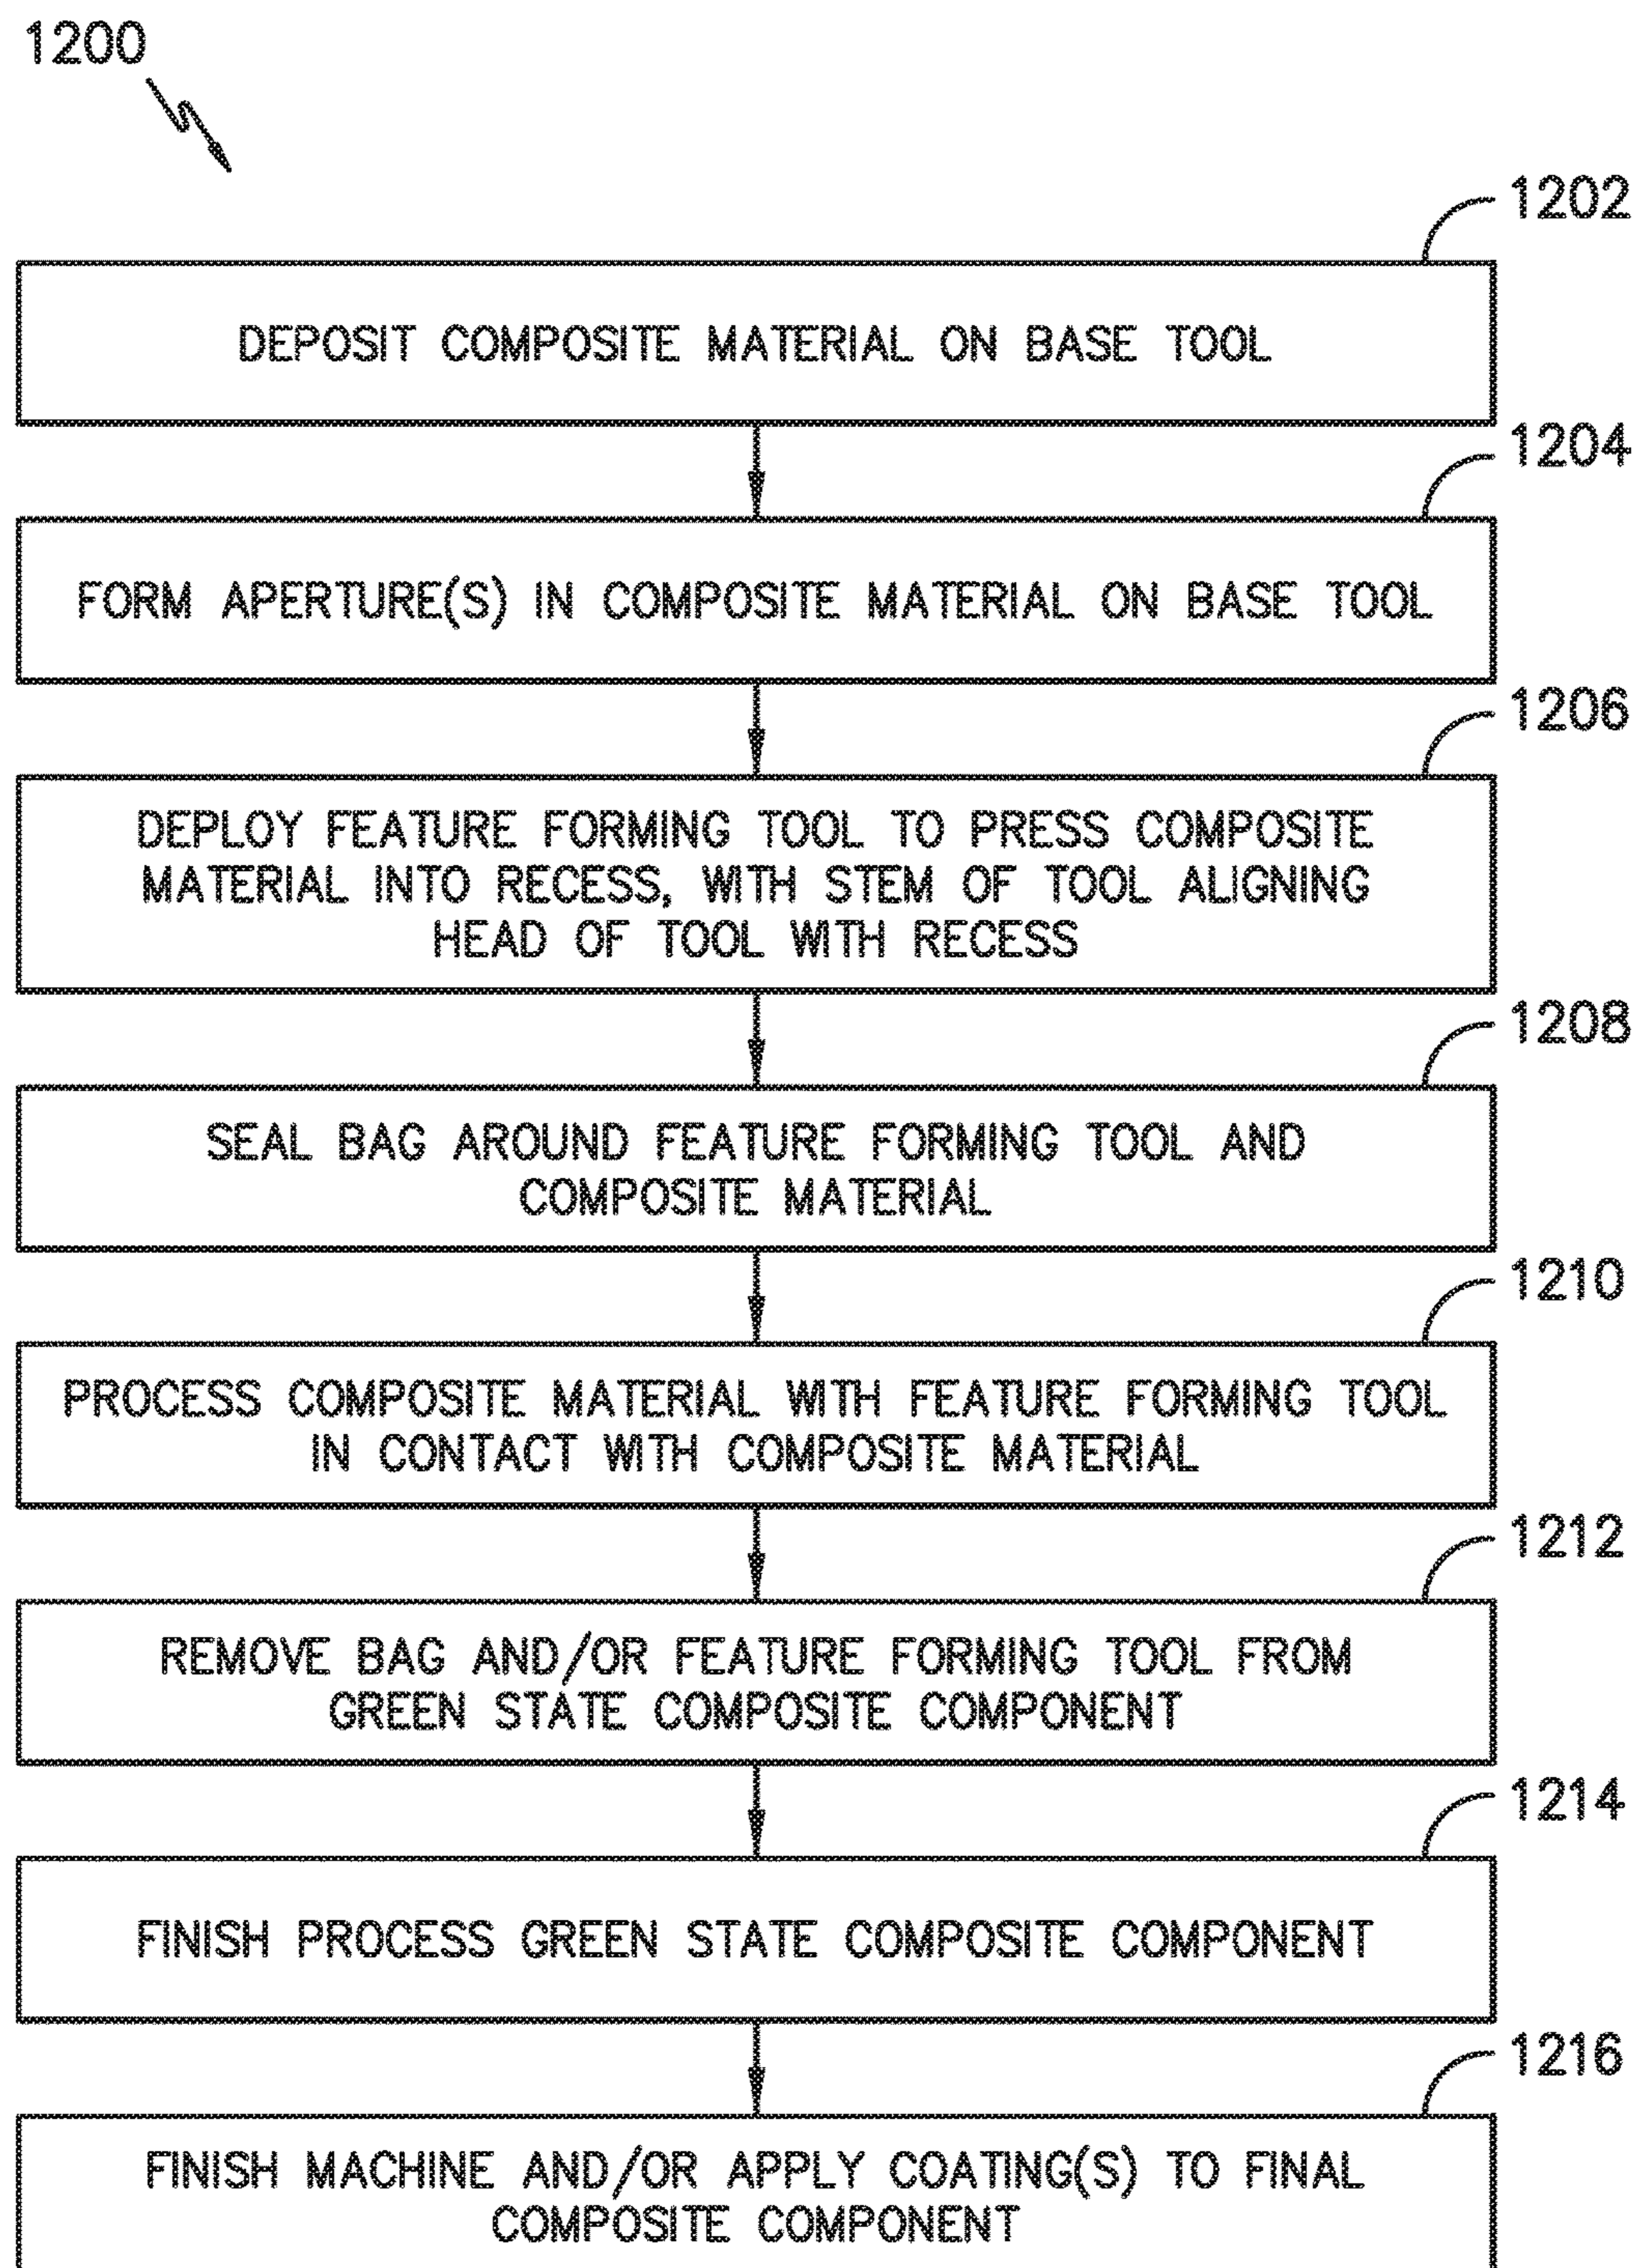 1200
1202
DEPOSIT COMPOSITE MATERIAL ON BASE TOOL
1204
FORM APERTURE(S) IN COMPOSITE MATERIAL ON BASE TOOL
1206
DEPLOY FEATURE FORMING TOOL TO PRESS COMPOSITE
MATERIAL INTO RECESS, WITH STEM OF TOOL ALIGNING
HEAD OF TOOL WITH RECESS
1208
SEAL BAG AROUND FEATURE FORMING TOOL AND
COMPOSITE MATERIAL
1210
PROCESS COMPOSITE MATERIAL WITH FEATURE FORMING TOOL
IN CONTACT WITH COMPOSITE MATERIAL
1212
REMOVE BAG AND/OR FEATURE FORMING TOOL FROM
GREEN STATE COMPOSITE COMPONENT
1214
FINISH PROCESS GREEN STATE COMPOSITE COMPONENT
1216
FINISH MACHINE AND/OR APPLY COATING(S) TO FINAL
COMPOSITE COMPONENT